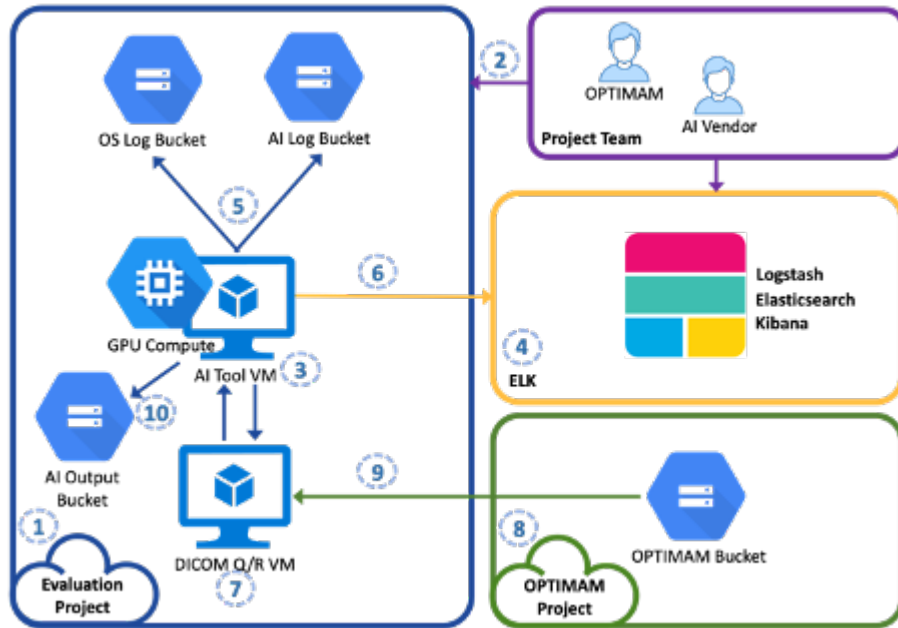 2
OPTIMAM
AI Vendor
Project Team
OS Log Bucket
AI Log Bucket
5
6
GPU Compute
AI Tool VM
3
Logstash
Elasticsearch
Kibana
4
ELK
10
AI Output
Bucket
9
1
Evaluation
Project
DICOM Q/R VM
7
8
OPTIMAM Bucket
OPTIMAM
Project